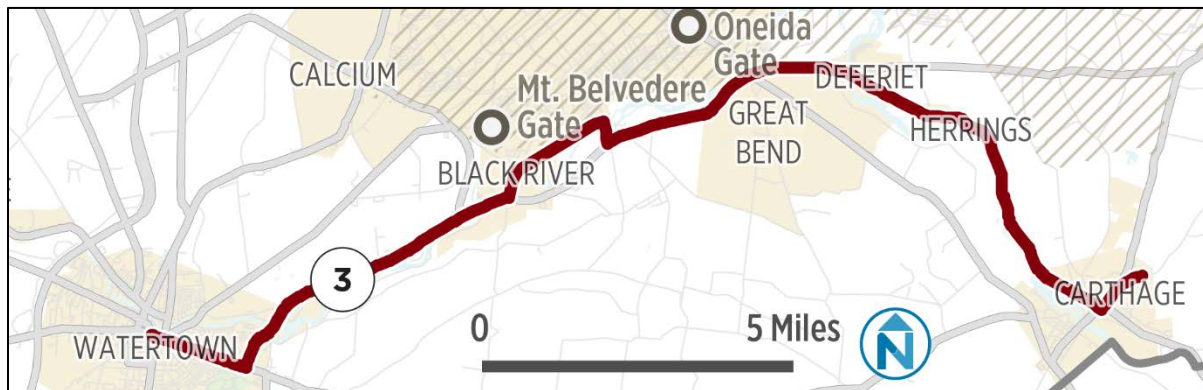 Oneida
Gate
CALCIUM
DEFERIET
Mt. Belvedere
Gate
GREAT
BEND
HERRINGS
BLACK RIVER
3
CARTHAGE
0
5 Miles
N
WATERTOWN